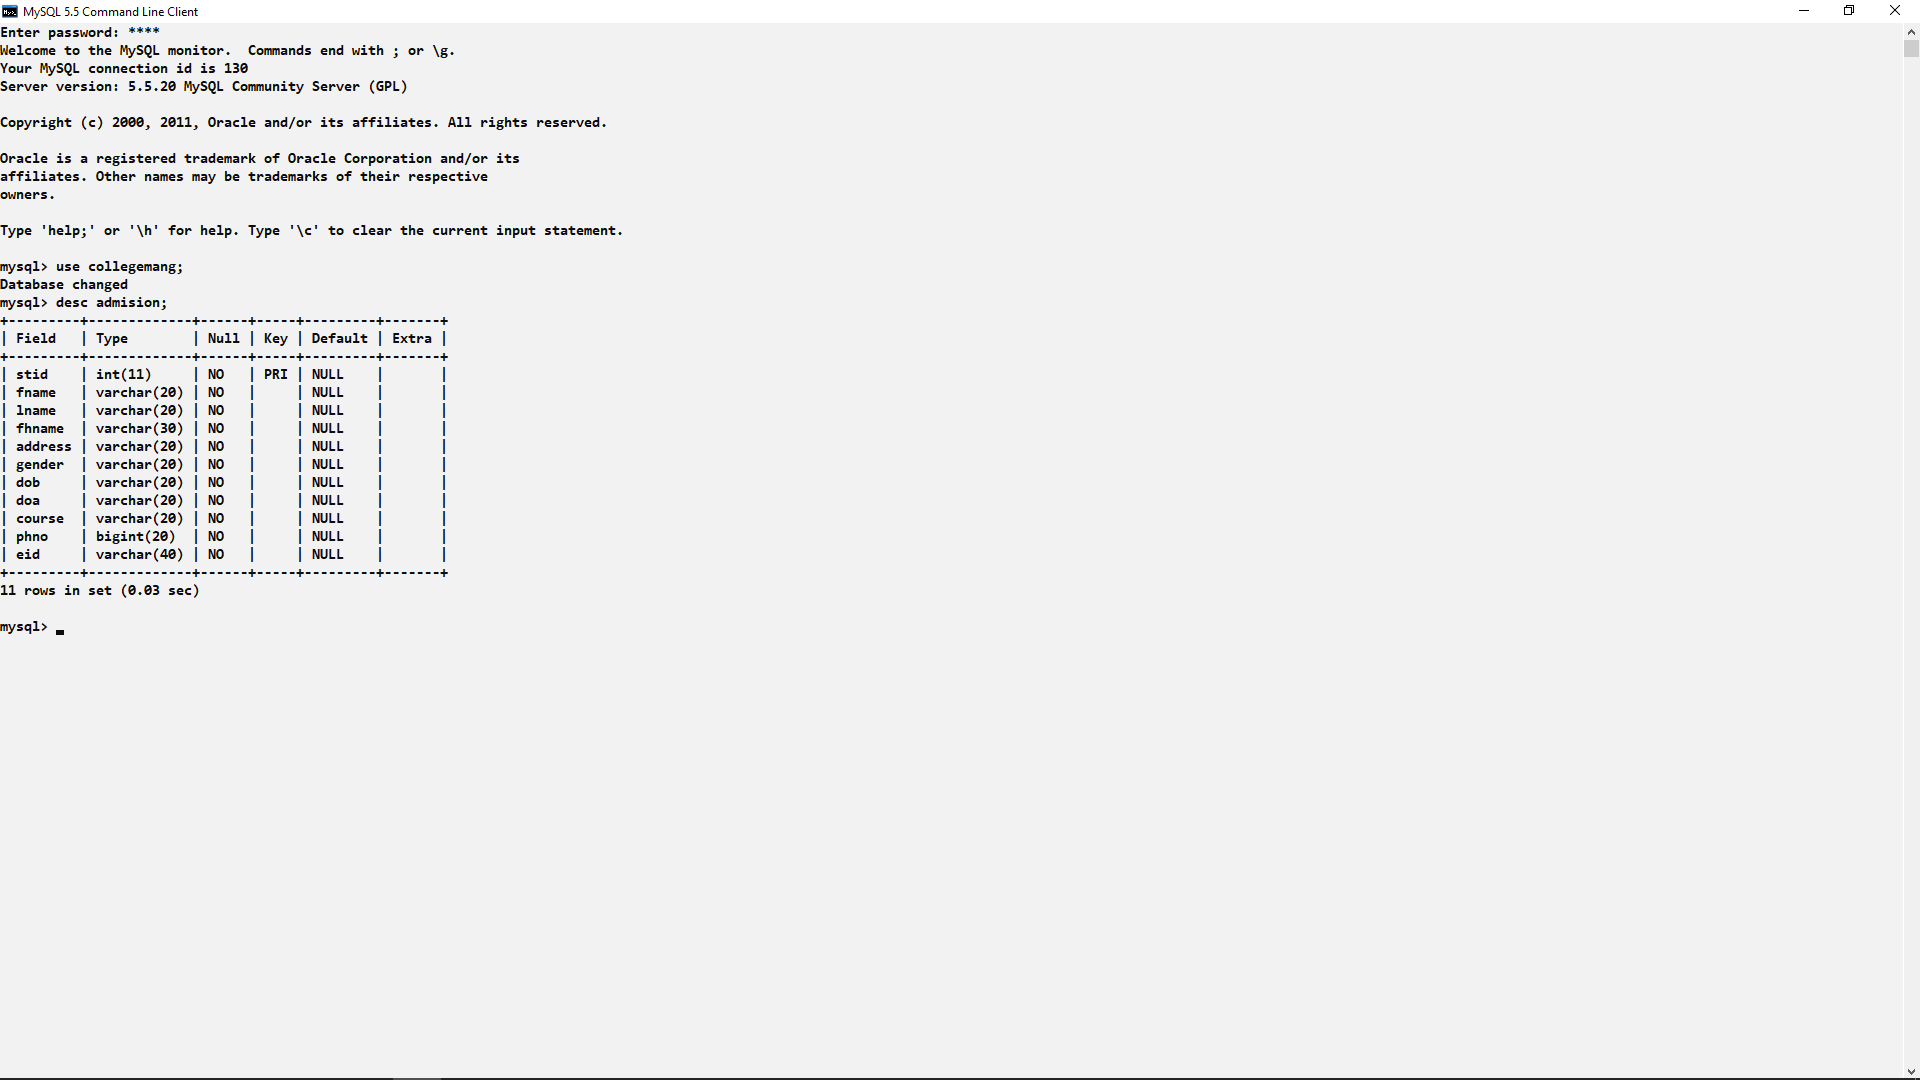 MySQL 5.5 Command Line Client
Enter password: ****
Welcome to the MySQL monitor.  Commands end with ; or \g.
Your MySQL connection id is 130
Server version: 5.5.20 MySQL Community Server (GPL)

Copyright (c) 2000, 2011, Oracle and/or its affiliates. All rights reserved.

Oracle is a registered trademark of Oracle Corporation and/or its
affiliates. Other names may be trademarks of their respective
owners.

Type 'help;' or '\h' for help. Type '\c' to clear the current input statement.

mysql> use collegemang;
Database changed
mysql> desc admision;
+---------+-------------+------+-----+---------+-------+
| Field   | Type        | Null | Key | Default | Extra |
+---------+-------------+------+-----+---------+-------+
| stid    | int(11)     | NO   | PRI | NULL    |       |
| fname   | varchar(20) | NO   |     | NULL    |       |
| lname   | varchar(20) | NO   |     | NULL    |       |
| fhname  | varchar(30) | NO   |     | NULL    |       |
| address | varchar(20) | NO   |     | NULL    |       |
| gender  | varchar(20) | NO   |     | NULL    |       |
| dob     | varchar(20) | NO   |     | NULL    |       |
| doa     | varchar(20) | NO   |     | NULL    |       |
| course  | varchar(20) | NO   |     | NULL    |       |
| phno    | bigint(20)  | NO   |     | NULL    |       |
| eid     | varchar(40) | NO   |     | NULL    |       |
+---------+-------------+------+-----+---------+-------+
11 rows in set (0.03 sec)

mysql> _